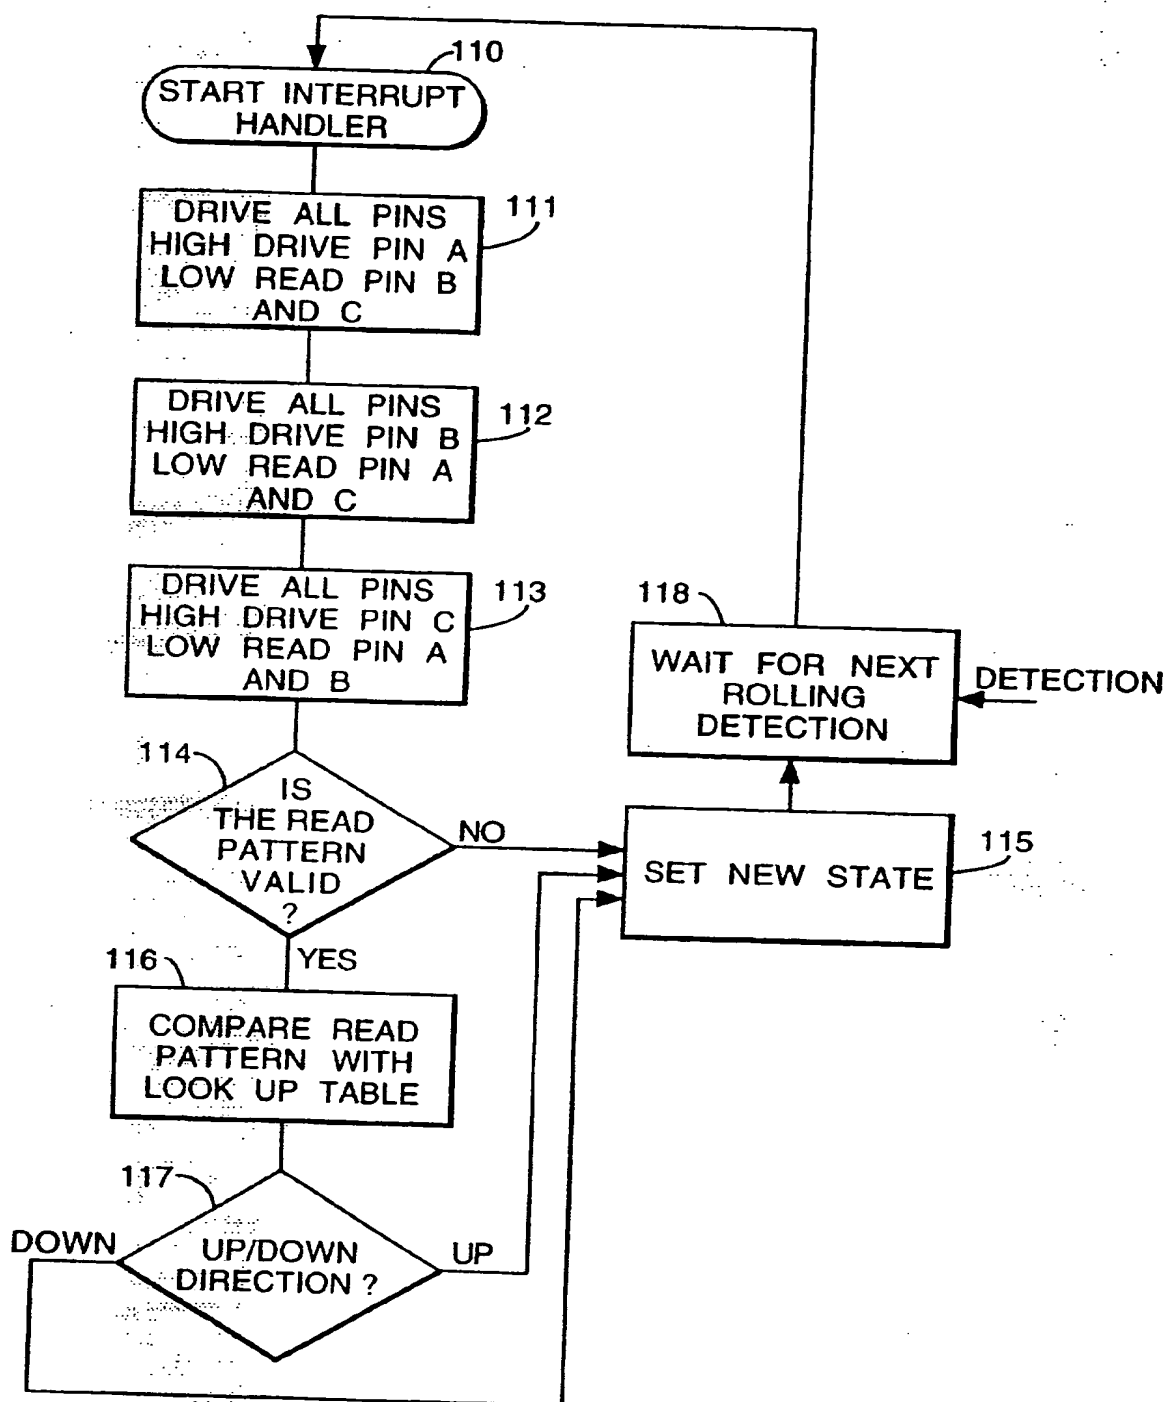 110
START INTERRUPT
HANDLER
111
DRIVE ALL PINS
HIGH DRIVE PIN A
LOW READ PIN B
AND C
112
DRIVE ALL PINS
HIGH DRIVE PIN B
LOW READ PIN A
AND C
113
DRIVE ALL PINS
HIGH DRIVE PIN C
LOW READ PIN A
AND B
118
WAIT FOR NEXT
ROLLING
DETECTION
DETECTION
114
IS
THE READ
PATTERN
VALID
?
NO
YES
115
SET NEW STATE
116
COMPARE READ
PATTERN WITH
LOOK UP TABLE
117
DOWN
UP/DOWN
DIRECTION ?
UP